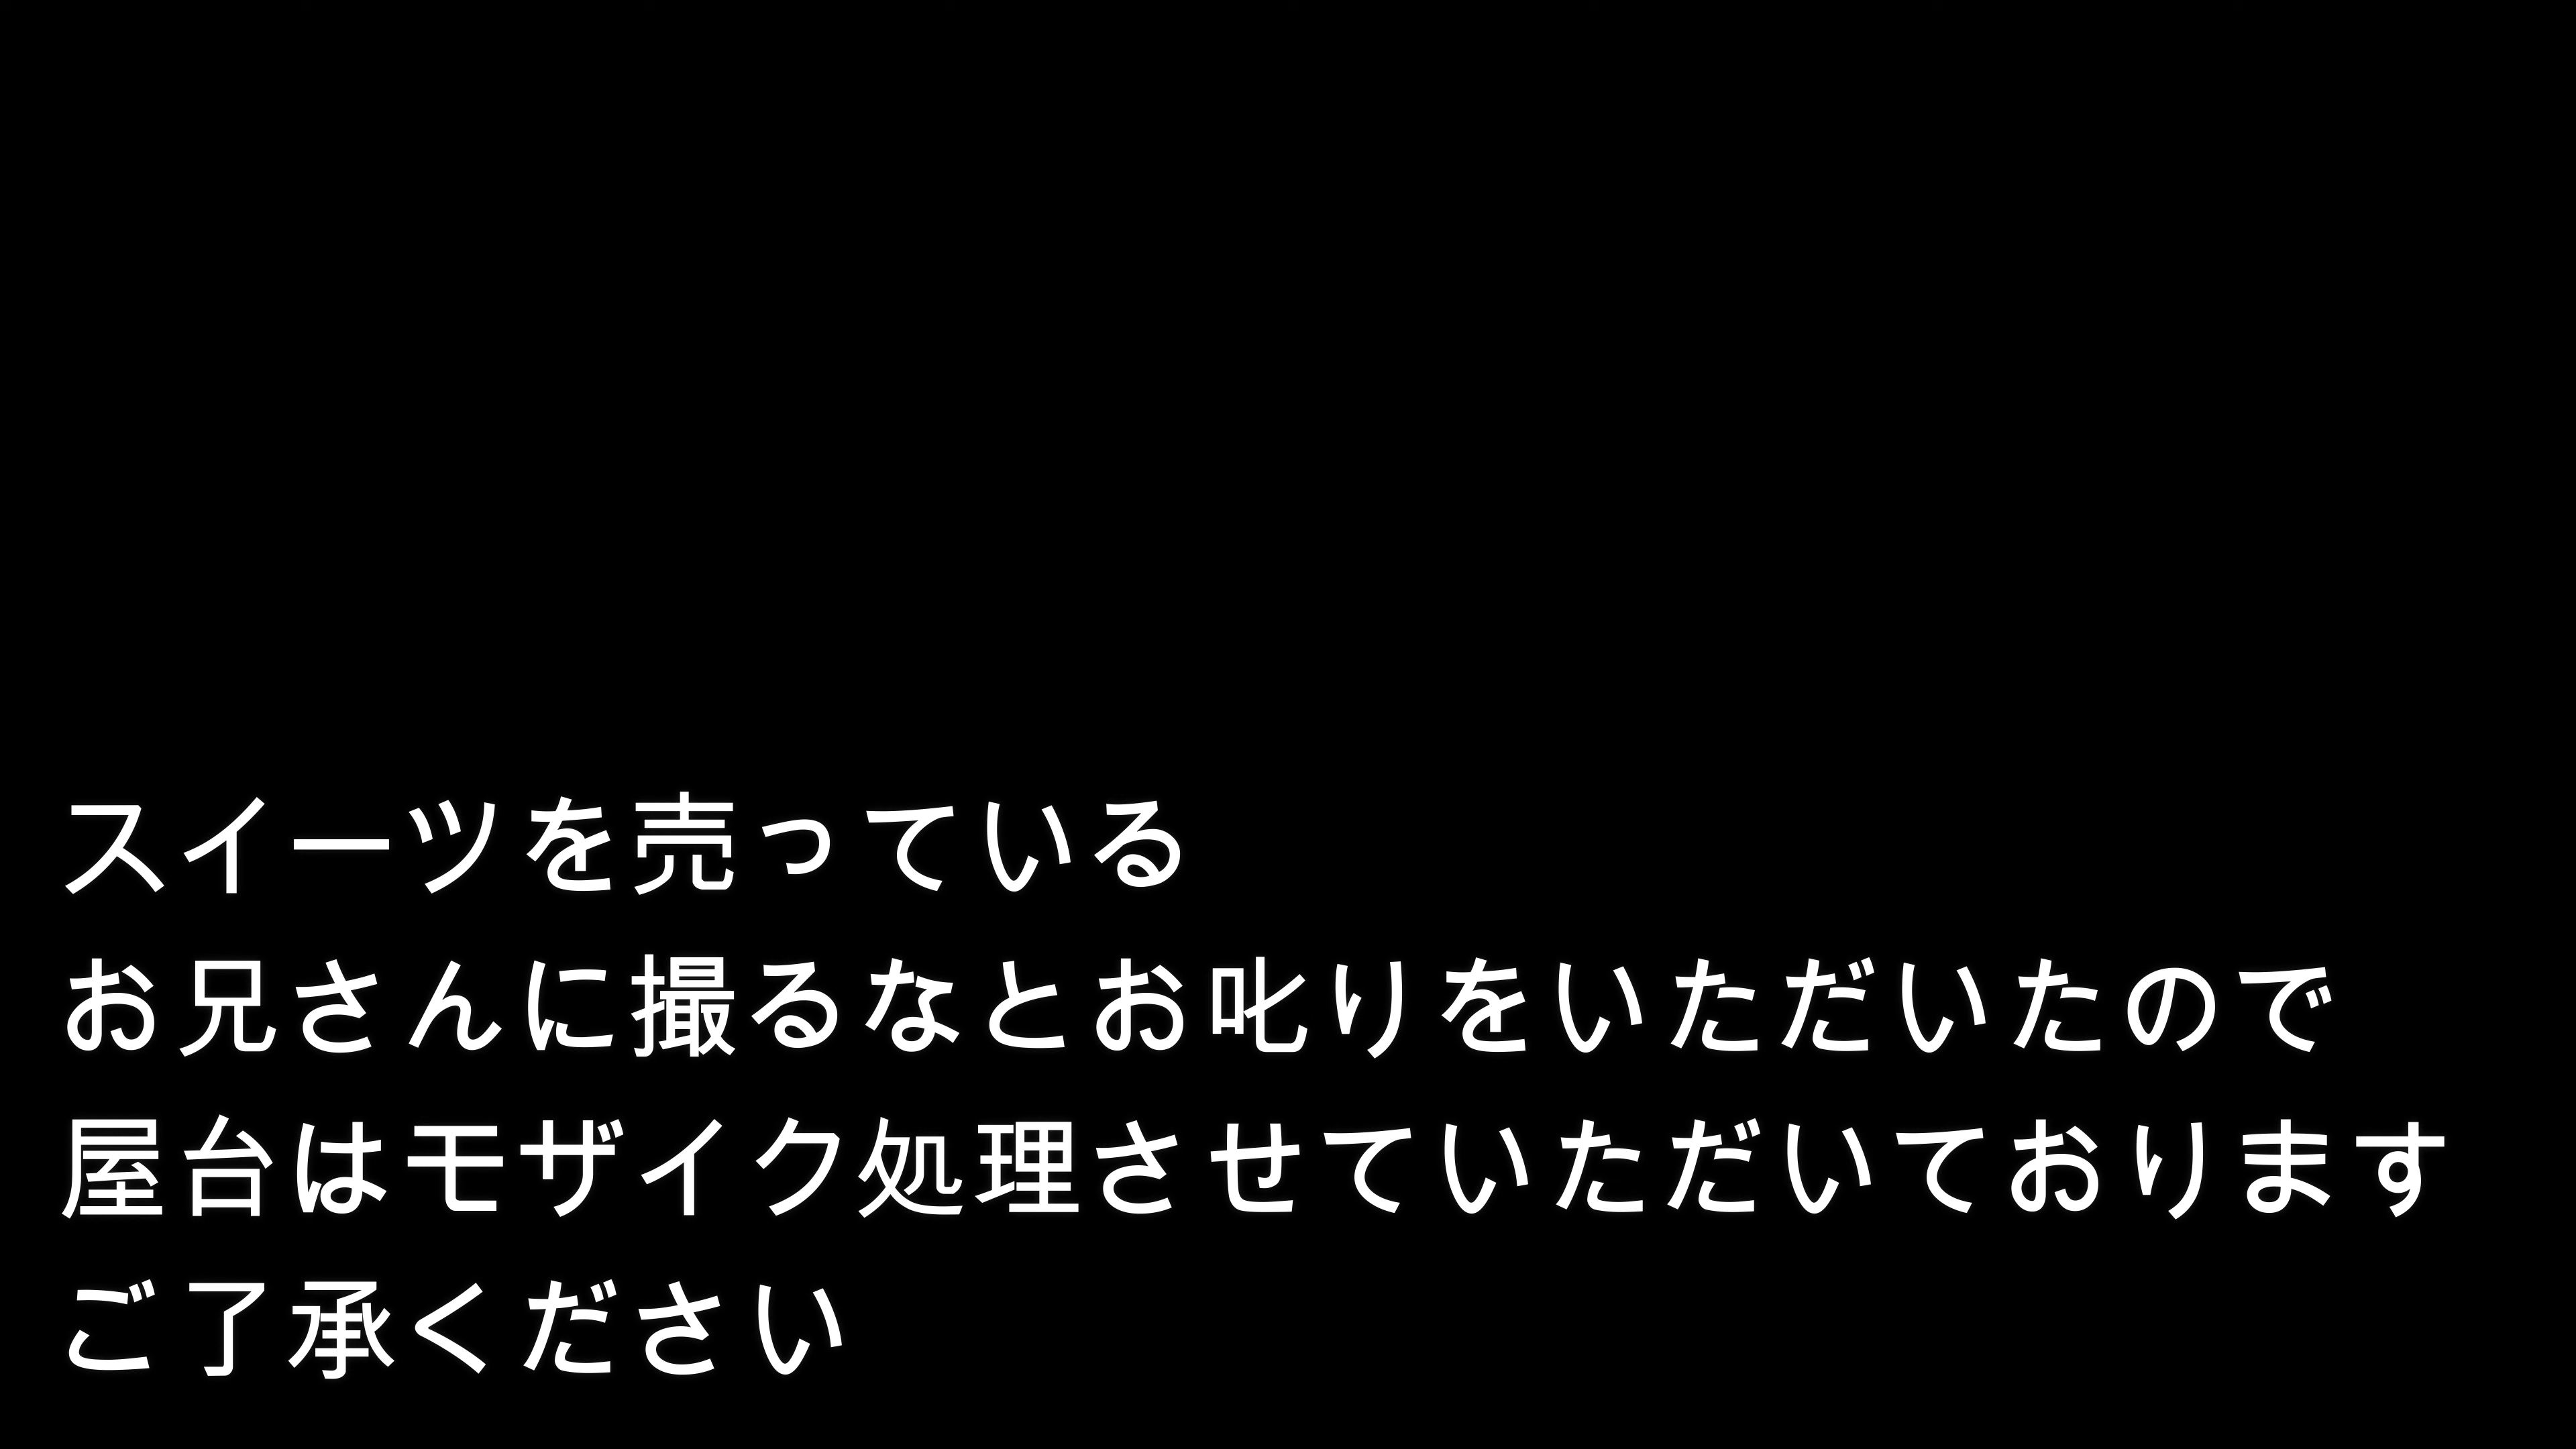 スイーツを売っている
お兄さんに撮るなとお叱りをいただいたので
屋台はモザイク処理させていただいております
ご了承ください